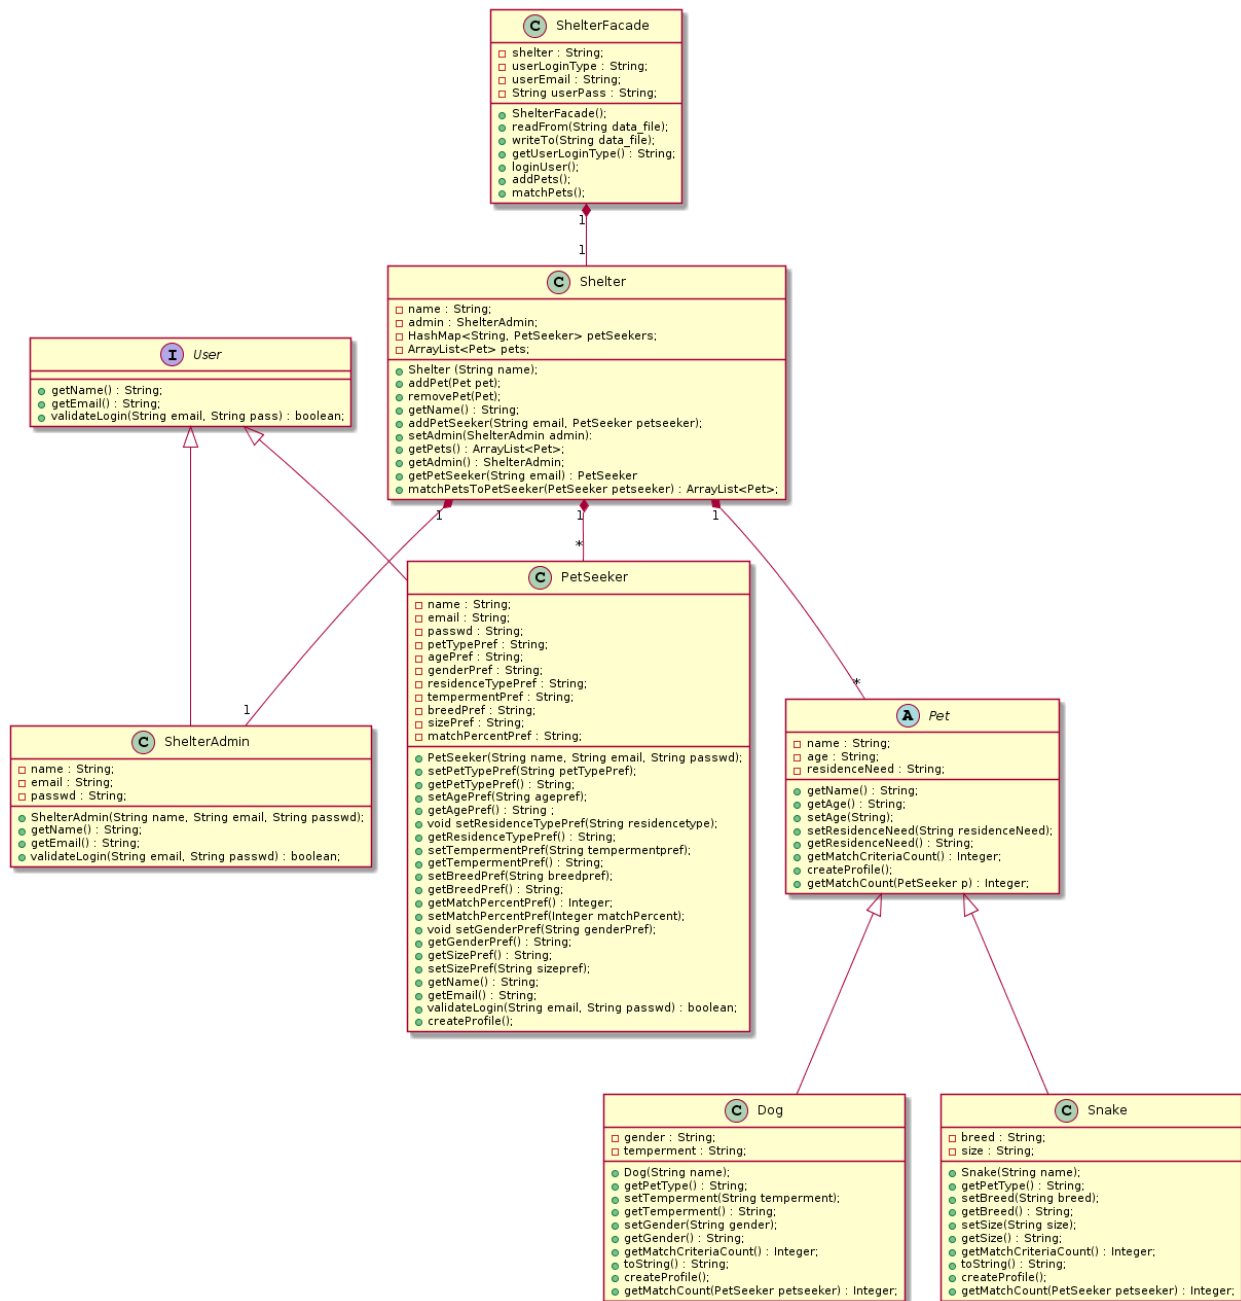 C ShelterFacade
shelter : String;
userLoginType : String;
userEmail : String;
String userPass : String;
ShelterFacade();
readFrom(String data_file);
writeTo(String data_file);
getUserLoginType() : String;
loginUser();
addPets();
matchPets();
1
1
C Shelter
name : String;
admin : ShelterAdmin;
HashMap<String, PetSeeker> petSeekers;
ArrayList<Pet> pets;
Shelter (String name);
addPet(Pet pet);
removePet(Pet);
getName() : String;
addPetSeeker(String email, PetSeeker petseeker);
setAdmin(ShelterAdmin admin):
getPets() : ArrayList<Pet>;
getAdmin() : ShelterAdmin;
getPetSeeker(String email) : PetSeeker
matchPetsToPetSeeker(PetSeeker petseeker) : ArrayList<Pet>;
I User
getName() : String;
getEmail() : String;
validateLogin(String email, String pass) : boolean;
1
1
1
*
*
1
C PetSeeker
name : String;
email : String;
passwd : String;
petTypePref : String;
agePref : String;
genderPref : String;
residenceTypePref : String;
tempermentPref : String;
breedPref : String;
sizePref : String;
matchPercentPref : String;
PetSeeker(String name, String email, String passwd);
setPetTypePref(String petTypePref);
getPetTypePref() : String;
setAgePref(String agepref);
getAgePref() : String ;
void setResidenceTypePref(String residencetype);
getResidenceTypePref() : String;
setTempermentPref(String tempermentpref);
getTempermentPref() : String;
setBreedPref(String breedpref);
getBreedPref() : String;
getMatchPercentPref() : Integer;
setMatchPercentPref(Integer matchPercent);
void setGenderPref(String genderPref);
getGenderPref() : String;
getSizePref() : String;
setSizePref(String sizepref);
getName() : String;
getEmail() : String;
validateLogin(String email, String passwd) : boolean;
createProfile();
C ShelterAdmin
name : String;
email : String;
passwd : String;
ShelterAdmin(String name, String email, String passwd);
getName() : String;
getEmail() : String;
validateLogin(String email, String passwd) : boolean;
A Pet
name : String;
age : String;
residenceNeed : String;
getName() : String;
getAge() : String;
setAge(String);
setResidenceNeed(String residenceNeed);
getResidenceNeed() : String;
getMatchCriteriaCount() : Integer;
createProfile();
getMatchCount(PetSeeker p) : Integer;
C Dog
gender : String;
temperment : String;
Dog(String name);
getPetType() : String;
setTemperment(String temperment);
getTemperment() : String;
setGender(String gender);
getGender() : String;
getMatchCriteriaCount() : Integer;
toString() : String;
createProfile();
getMatchCount(PetSeeker petseeker) : Integer;
C Snake
breed : String;
size : String;
Snake(String name);
getPetType() : String;
setBreed(String breed);
getBreed() : String;
setSize(String size);
getSize() : String;
getMatchCriteriaCount() : Integer;
toString() : String;
createProfile();
getMatchCount(PetSeeker petseeker) : Integer;